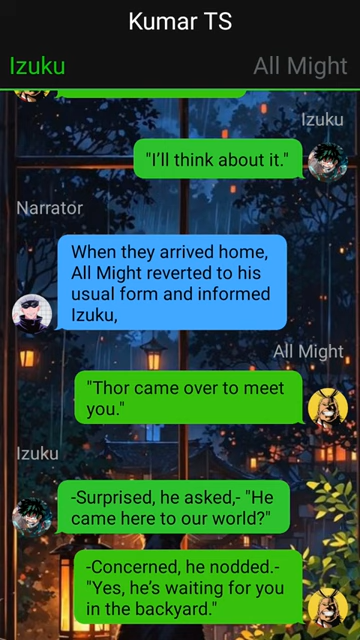 Kumar TS
Izuku
All Might
Izuku
"I'll think about it."
Narrator
When they arrived home,
All Might reverted to his
usual form and informed
Izuku,
All Might
"Thor came over to meet
you."
Izuku
-Surprised, he asked,- "He
came here to our world?"
-Concerned, he nodded.-
"Yes, he's waiting for you
in the backyard."